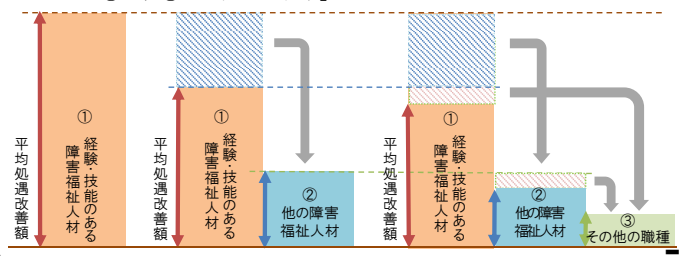 平均処遇改善額
①
経験・技能のある
障害福祉人材
平均処遇改善額
①
経験・技能のある
障害福祉人材
②
他の障害
福祉人材
平均処遇改善額
①
経験・技能のある
障害福祉人材
②
他の障害
福祉人材
③
その他の職種